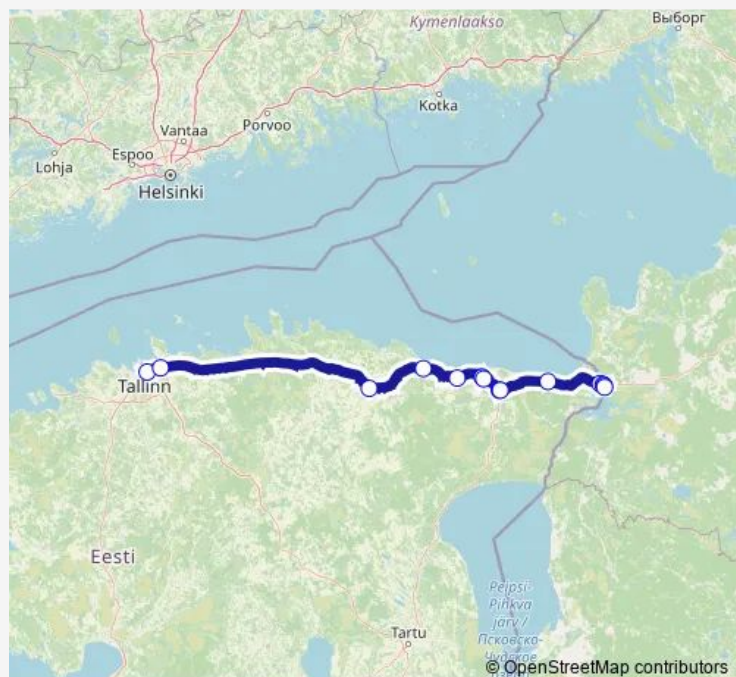 Kymenlaakso
Выборг
Kotka
Porvoo
Vantaa
Espoo
Lohja
Helsinki
Tallinn
Eesti
Peipsi-
Pihkva
järv /
Псковско-
Чудское
Tartu
© OpenStreetMap contributors